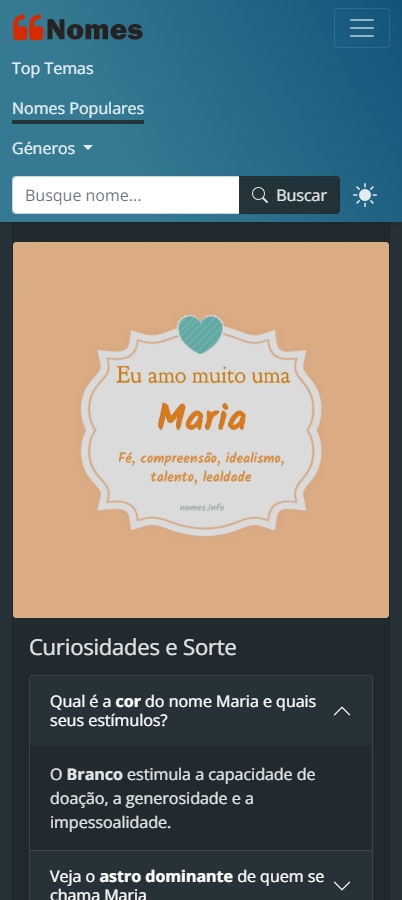 Nomes
Top Temas
Nomes Populares
Géneros
Busque nome...
Buscar
Eu amo muito uma
Maria
Fé, compreensão, idealismo,
talento, lealdade
nomes.info
Curiosidades e Sorte
Qual é a cor do nome Maria e quais
seus estímulos?
O Branco estimula a capacidade de
doação, a generosidade e a
impessoalidade.
Veja o astro dominante de quem se
chama Maria